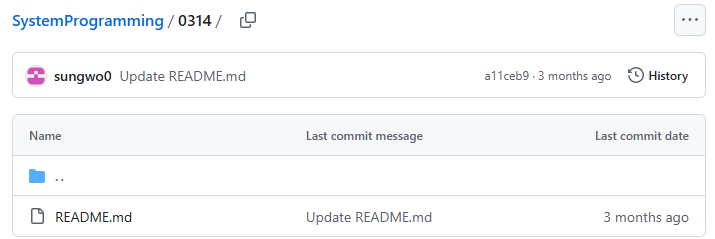 SystemProgramming / 0314 /
sungwo0 Update README.md a11ceb9 · 3 months ago History
Name Last commit message Last commit date
..
README.md Update README.md 3 months ago